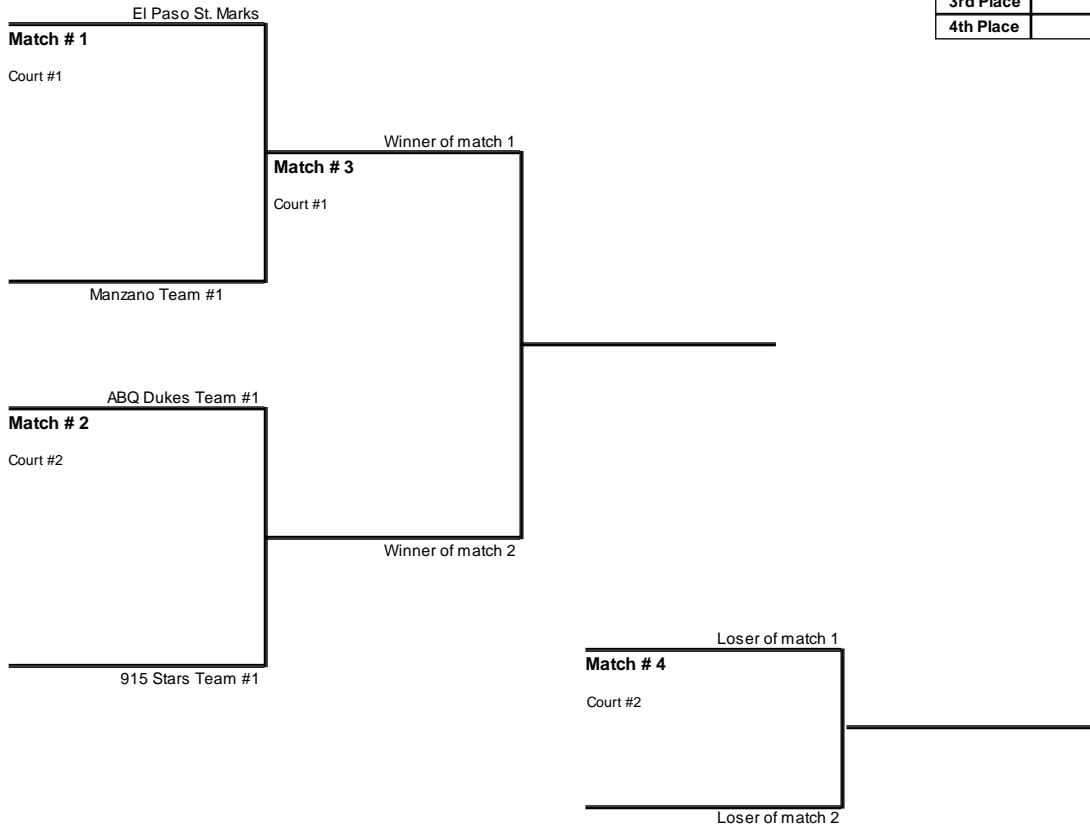 El Paso St. Marks
3rd Place
4th Place
Match # 1
Court #1
Winner of match 1
Match # 3
Court #1
Manzano Team #1
ABQ Dukes Team #1
Match # 2
Court #2
Winner of match 2
915 Stars Team #1
Loser of match 1
Match # 4
Court #2
Loser of match 2